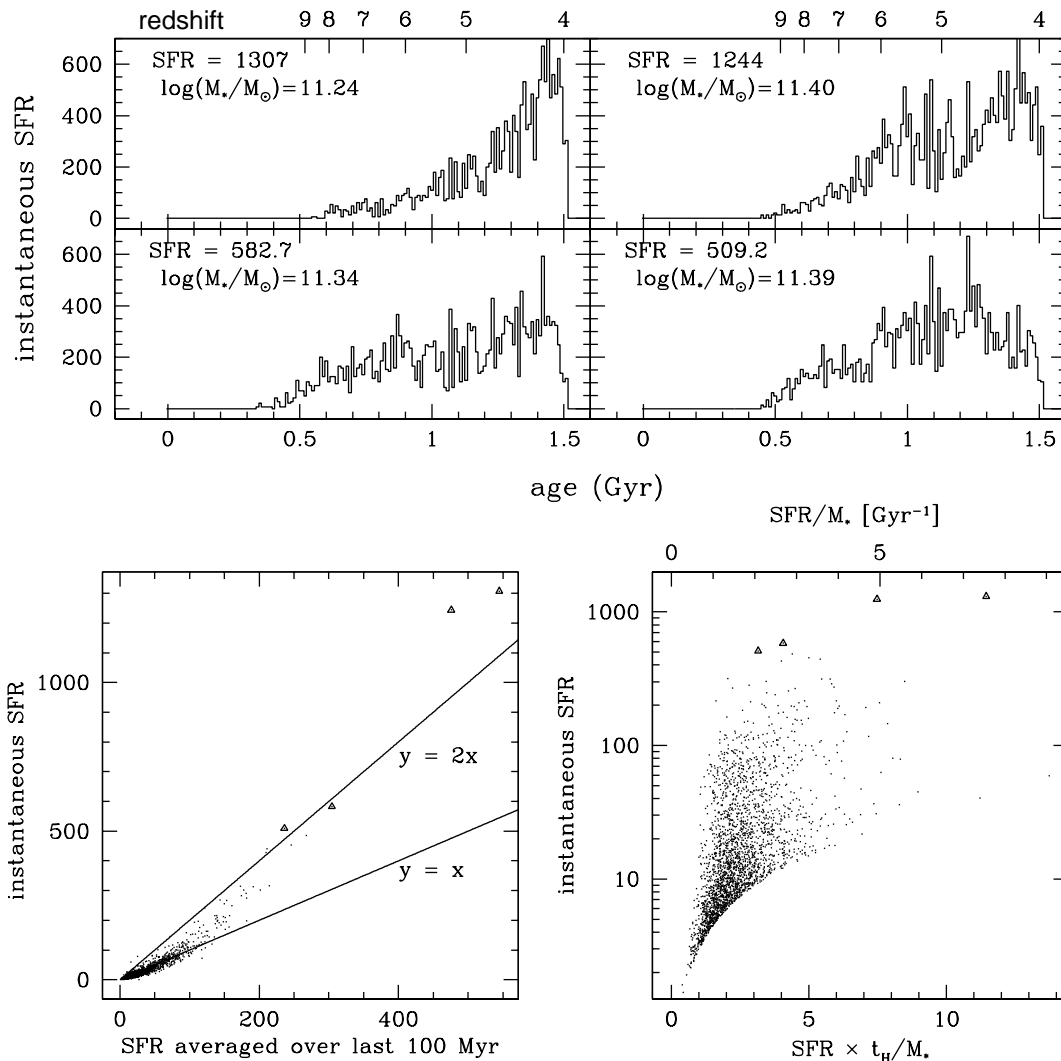 redshift 9 8 7 6 5 4 9 8 7 6 5 4
SFR = 1307
log(M*/M⊙)=11.24
SFR = 1244
log(M*/M⊙)=11.40
600
400
200
0
instantaneous SFR
SFR = 582.7
log(M*/M⊙)=11.34
SFR = 509.2
log(M*/M⊙)=11.39
600
400
200
0
instantaneous SFR
0 0.5 1 1.5 0 0.5 1 1.5
age (Gyr)
1000
500
0
instantaneous SFR
y = 2x
y = x
0 200 400
SFR averaged over last 100 Myr
SFR/M* [Gyr⁻¹]
0 5
1000
100
10
instantaneous SFR
0 5 10
SFR × t_H/M*